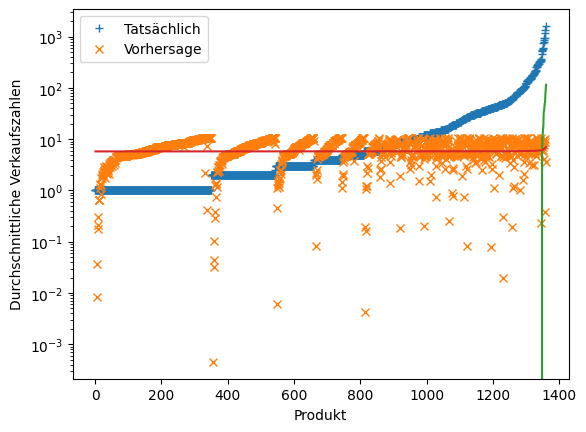 Tatsächlich
Vorhersage
Durchschnittliche Verkaufszahlen
10³
10²
10¹
10⁰
10⁻¹
10⁻²
10⁻³
0 200 400 600 800 1000 1200 1400
Produkt